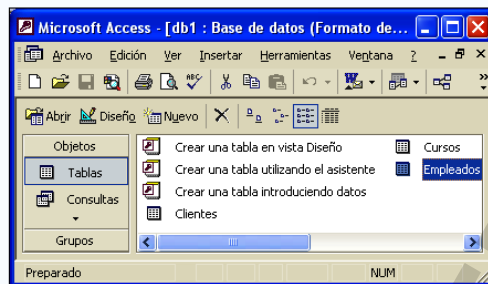 Microsoft Access - [db1 : Base de datos (Formato de...
Archivo Edición Ver Insertar Herramientas Ventana ?
Abrir Diseño Nuevo
Objetos
Tablas
Consultas
Grupos
Crear una tabla en vista Diseño
Crear una tabla utilizando el asistente
Crear una tabla introduciendo datos
Clientes
Cursos
Empleados
Preparado NUM